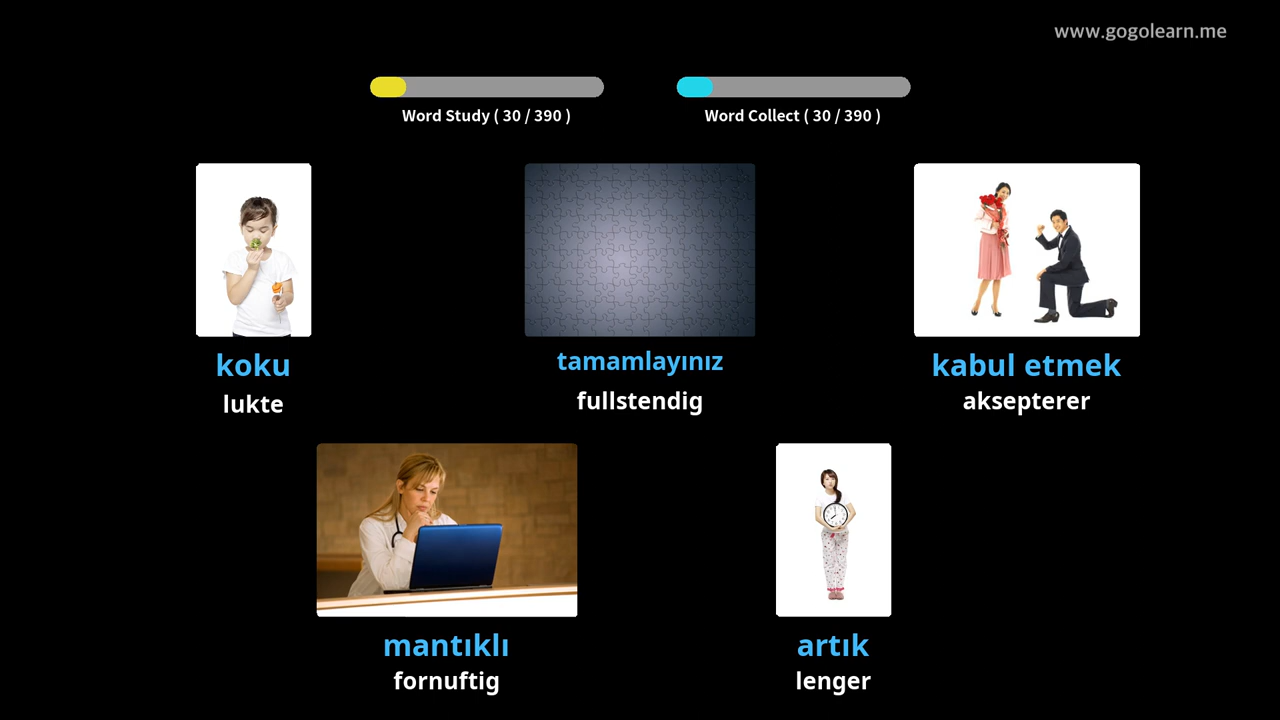 www.gogolearn.me
Word Study ( 30 / 390 )
Word Collect ( 30 / 390 )
koku
lukte
tamamlayınız
fullstendig
kabul etmek
aksepterer
mantıklı
fornuftig
artık
lenger